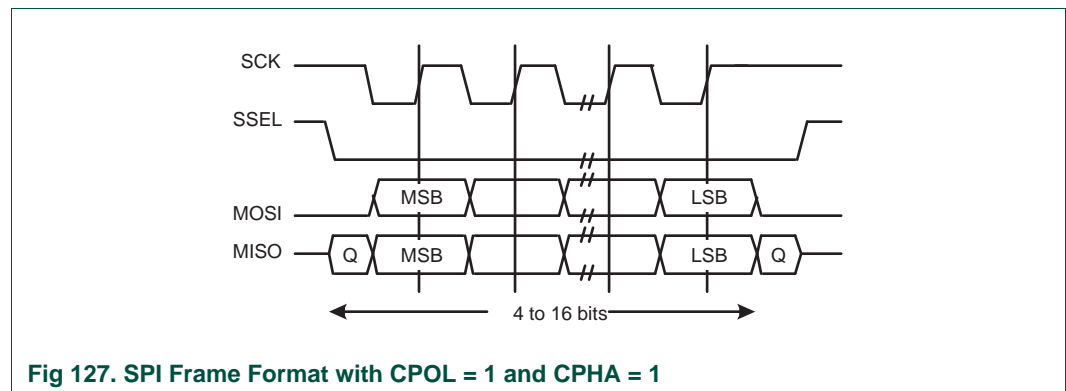 SCK
SSEL
MOSI
MSB
LSB
MISO
Q
MSB
LSB
Q
4 to 16 bits
Fig 127. SPI Frame Format with CPOL = 1 and CPHA = 1